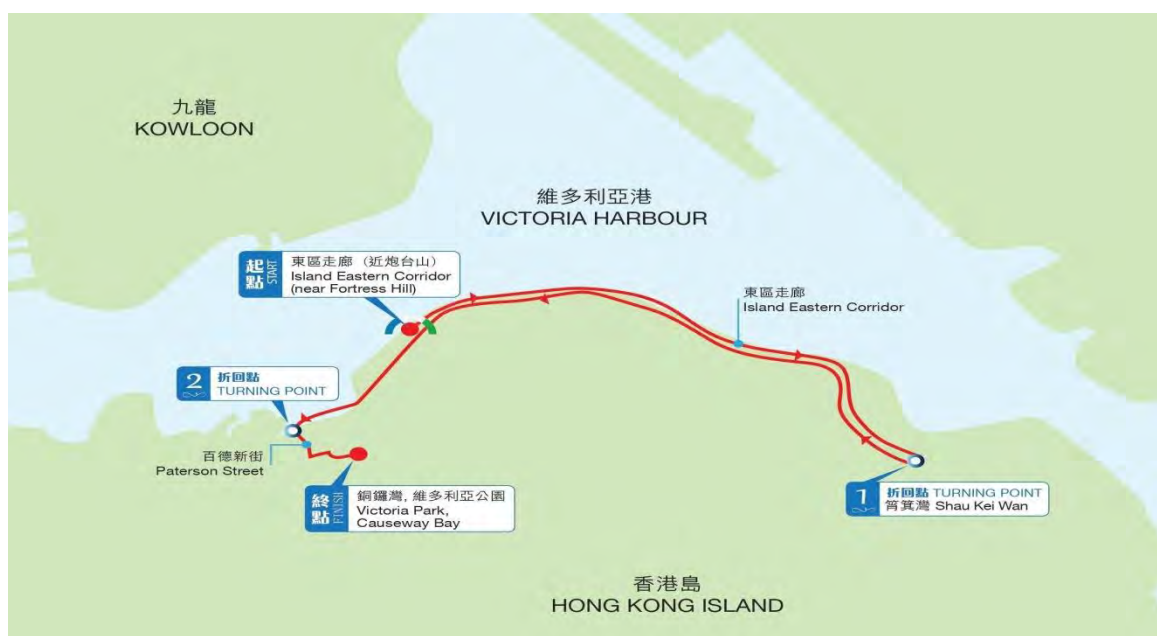 九龍
KOWLOON
維多利亞港
VICTORIA HARBOUR
起點
START
東區走廊（近炮台山）
Island Eastern Corridor
(near Fortress Hill)
東區走廊
Island Eastern Corridor
2
折回點
TURNING POINT
百德新街
Paterson Street
終點
FINISH
銅鑼灣, 維多利亞公園
Victoria Park,
Causeway Bay
1
折回點 TURNING POINT
筲箕灣 Shau Kei Wan
香港島
HONG KONG ISLAND